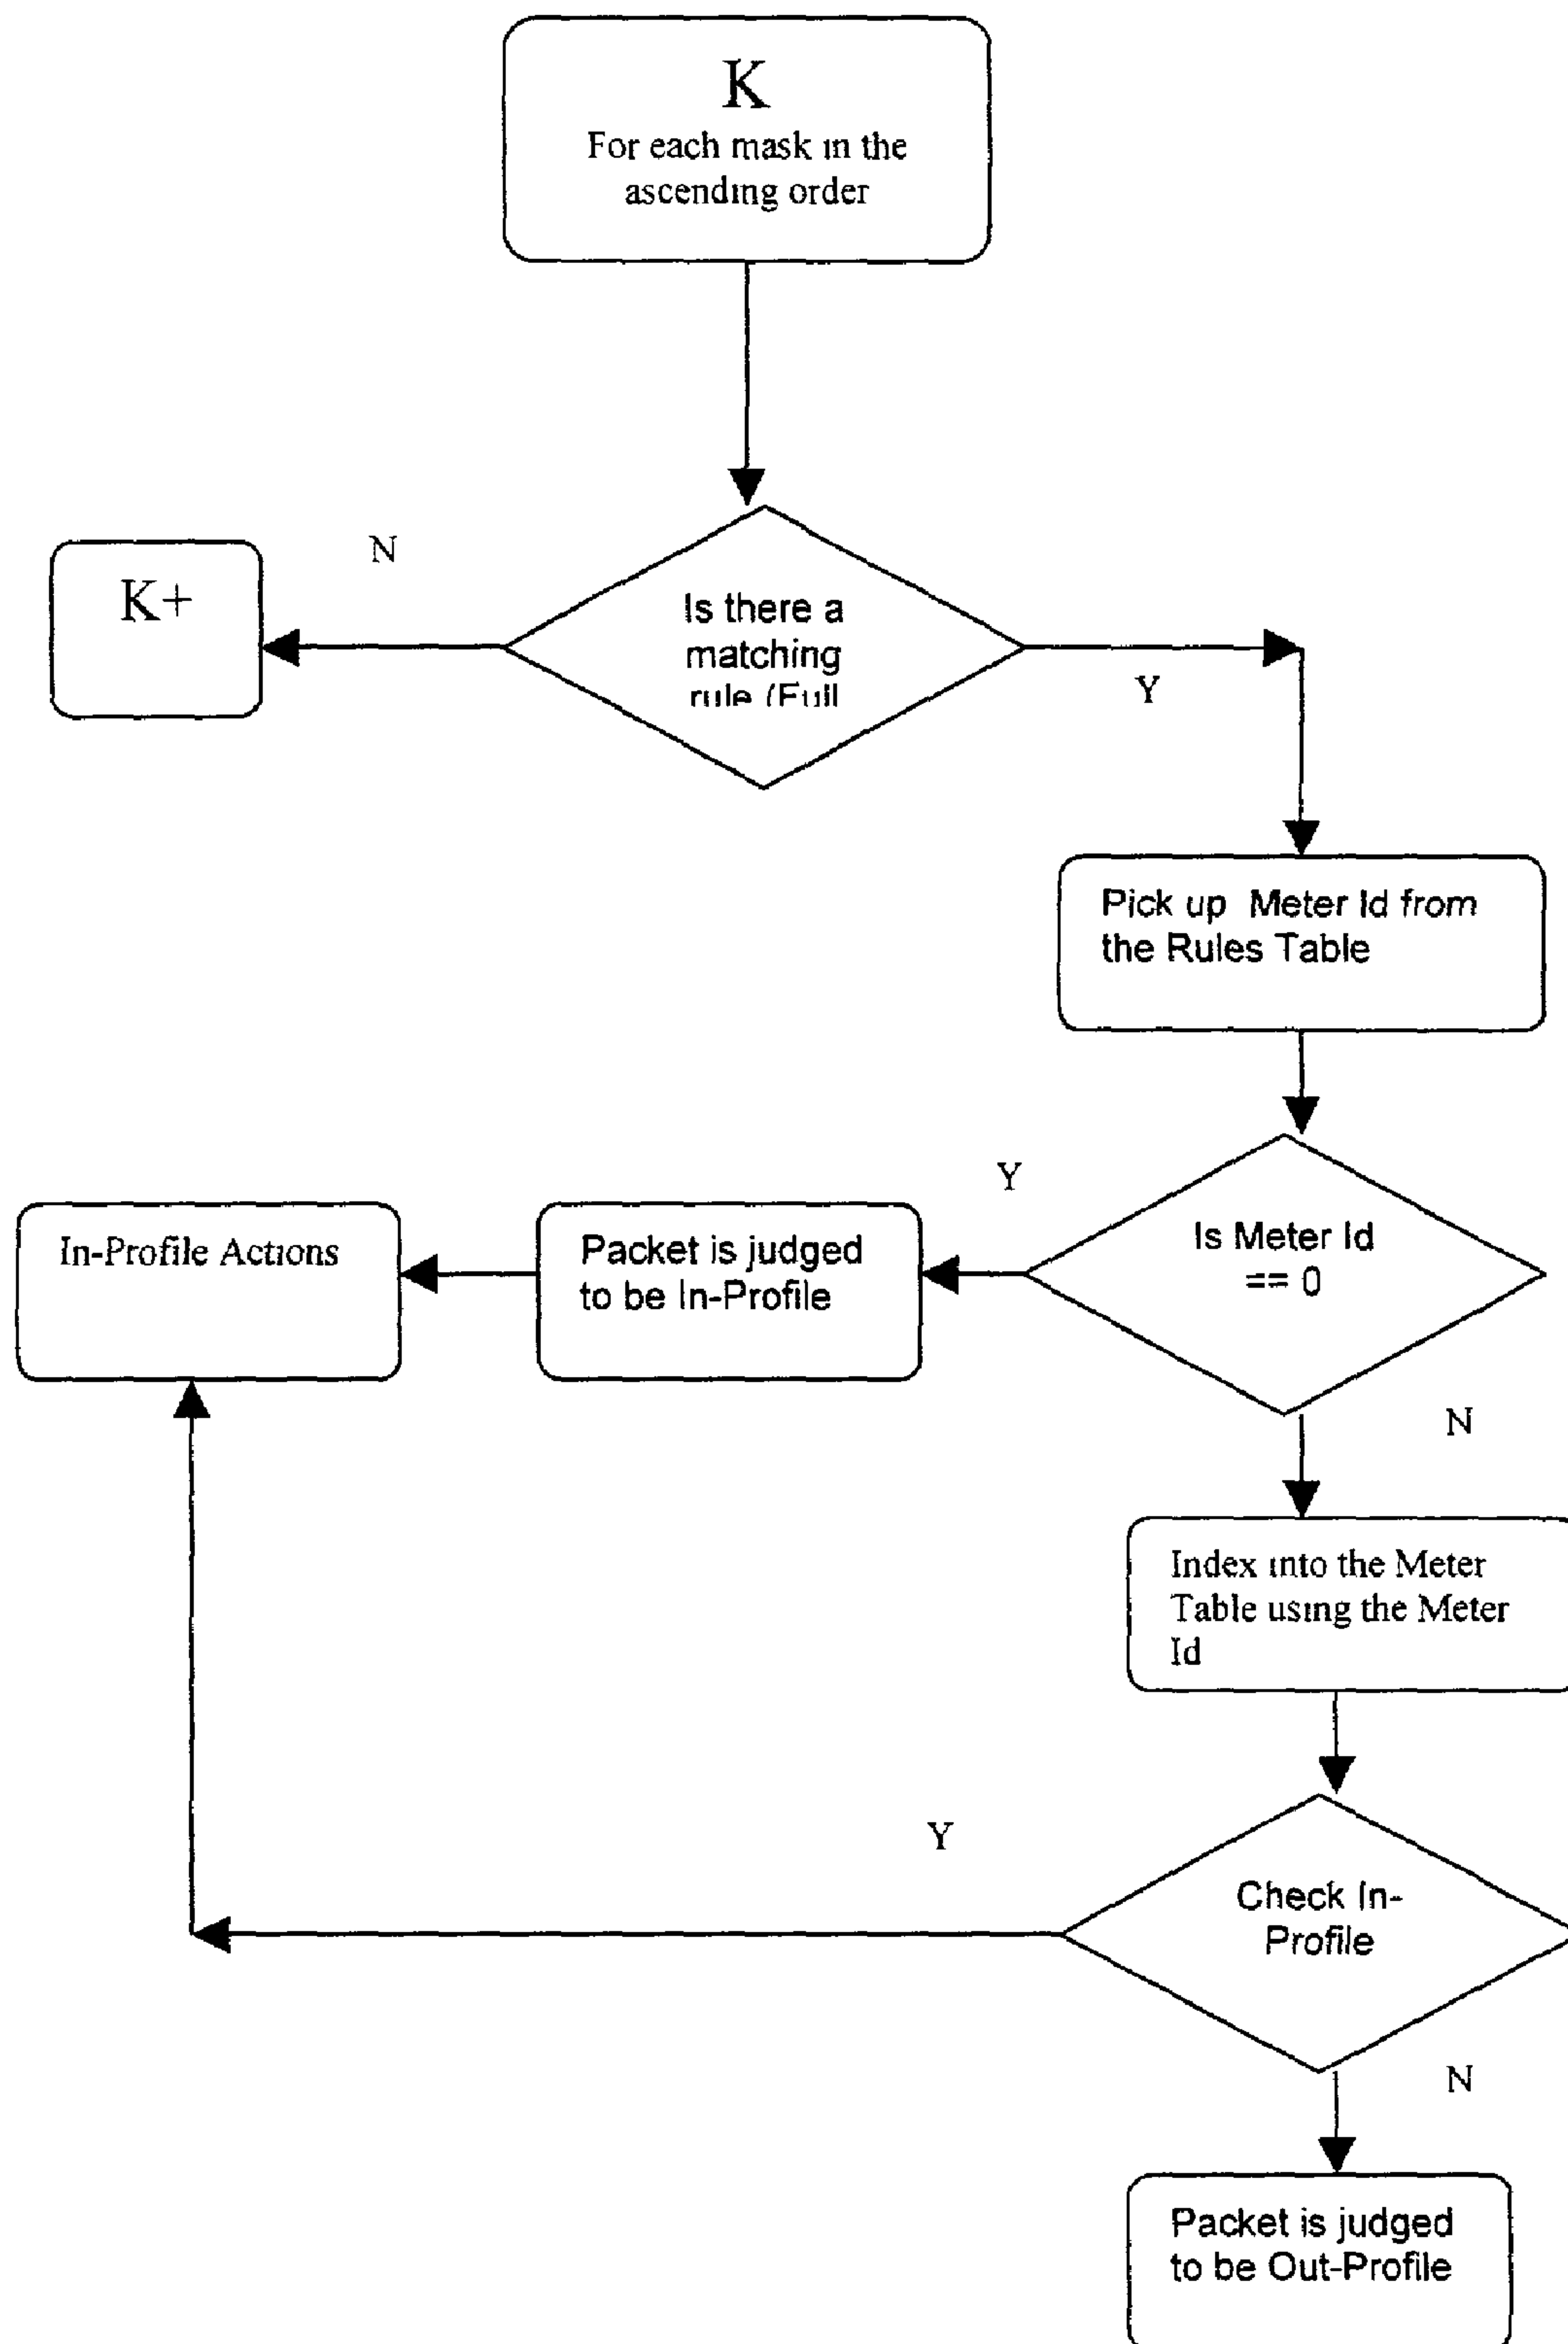 K
For each mask in the
ascending order
N
K+
Is there a
matching
rule (Full
Y
Pick up Meter Id from
the Rules Table
Y
In-Profile Actions
Packet is judged
to be In-Profile
Is Meter Id
== 0
N
Index into the Meter
Table using the Meter
Id
Y
Check In-
Profile
N
Packet is judged
to be Out-Profile